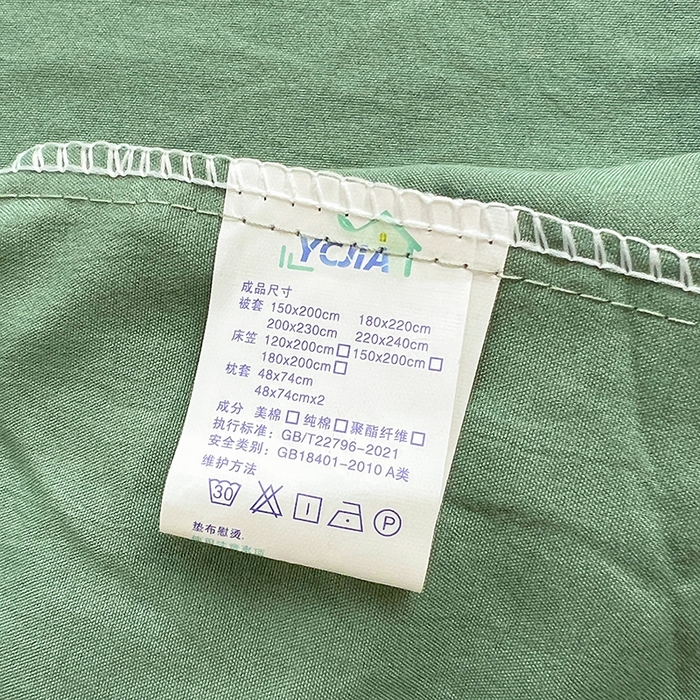 YCJIA
成品尺寸
被套 150x200cm 180x220cm
200x230cm 220x240cm
床笠 120x200cm□150x200cm□
180x200cm□
枕套 48x74cm
48x74cmx2
成分 美棉□纯棉□聚酯纤维□
执行标准：GB/T22796-2021
安全类别：GB18401-2010 A类
维护方法
30 P
垫布慰烫